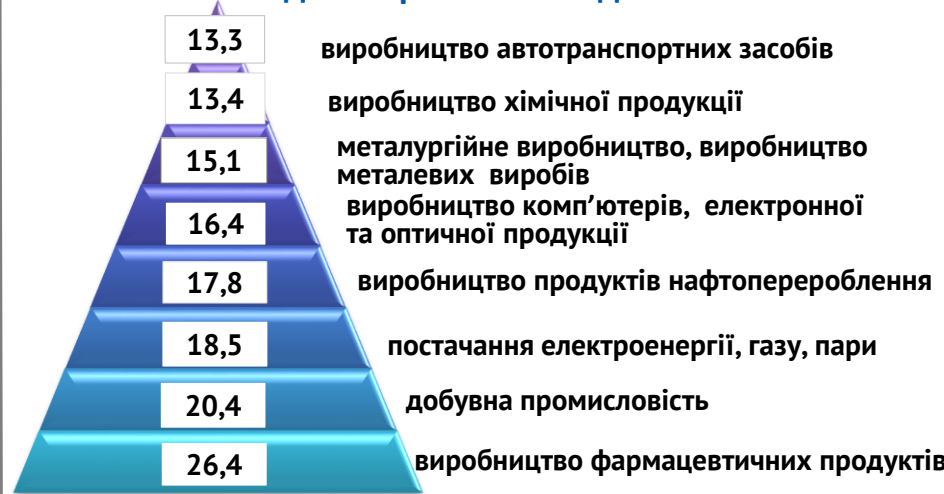 13,3
виробництво автотранспортних засобів
13,4
виробництво хімічної продукції
15,1
металургійне виробництво, виробництво
металевих виробів
16,4
виробництво комп’ютерів, електронної
та оптичної продукції
17,8
виробництво продуктів нафтоперероблення
18,5
постачання електроенергії, газу, пари
20,4
добувна промисловість
26,4
виробництво фармацевтичних продуктів